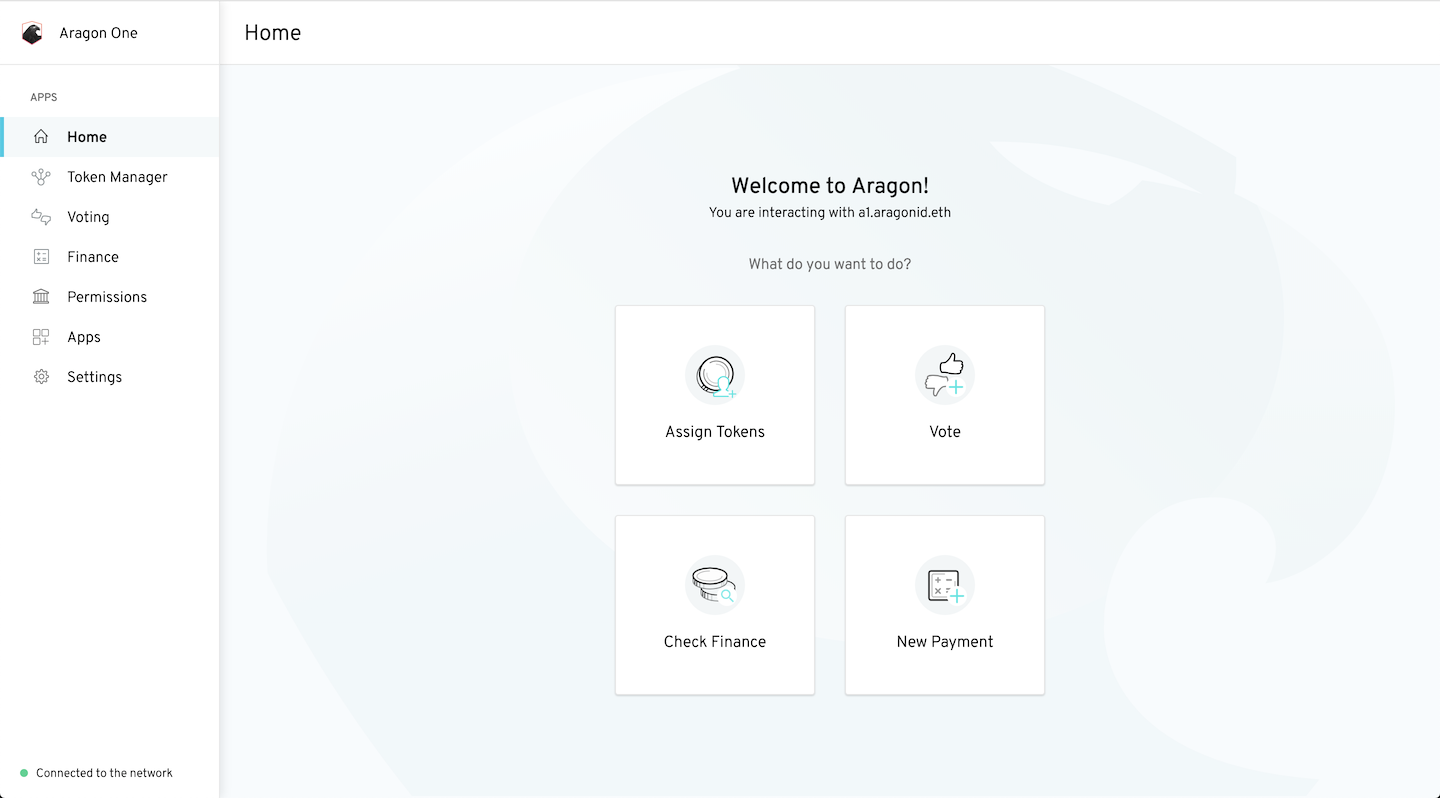 Aragon One
Home
APPS
Home
Token Manager
Voting
Finance
Permissions
Apps
Settings
Connected to the network
Welcome to Aragon!
You are interacting with a1.aragonid.eth
What do you want to do?
Assign Tokens
Vote
Check Finance
New Payment